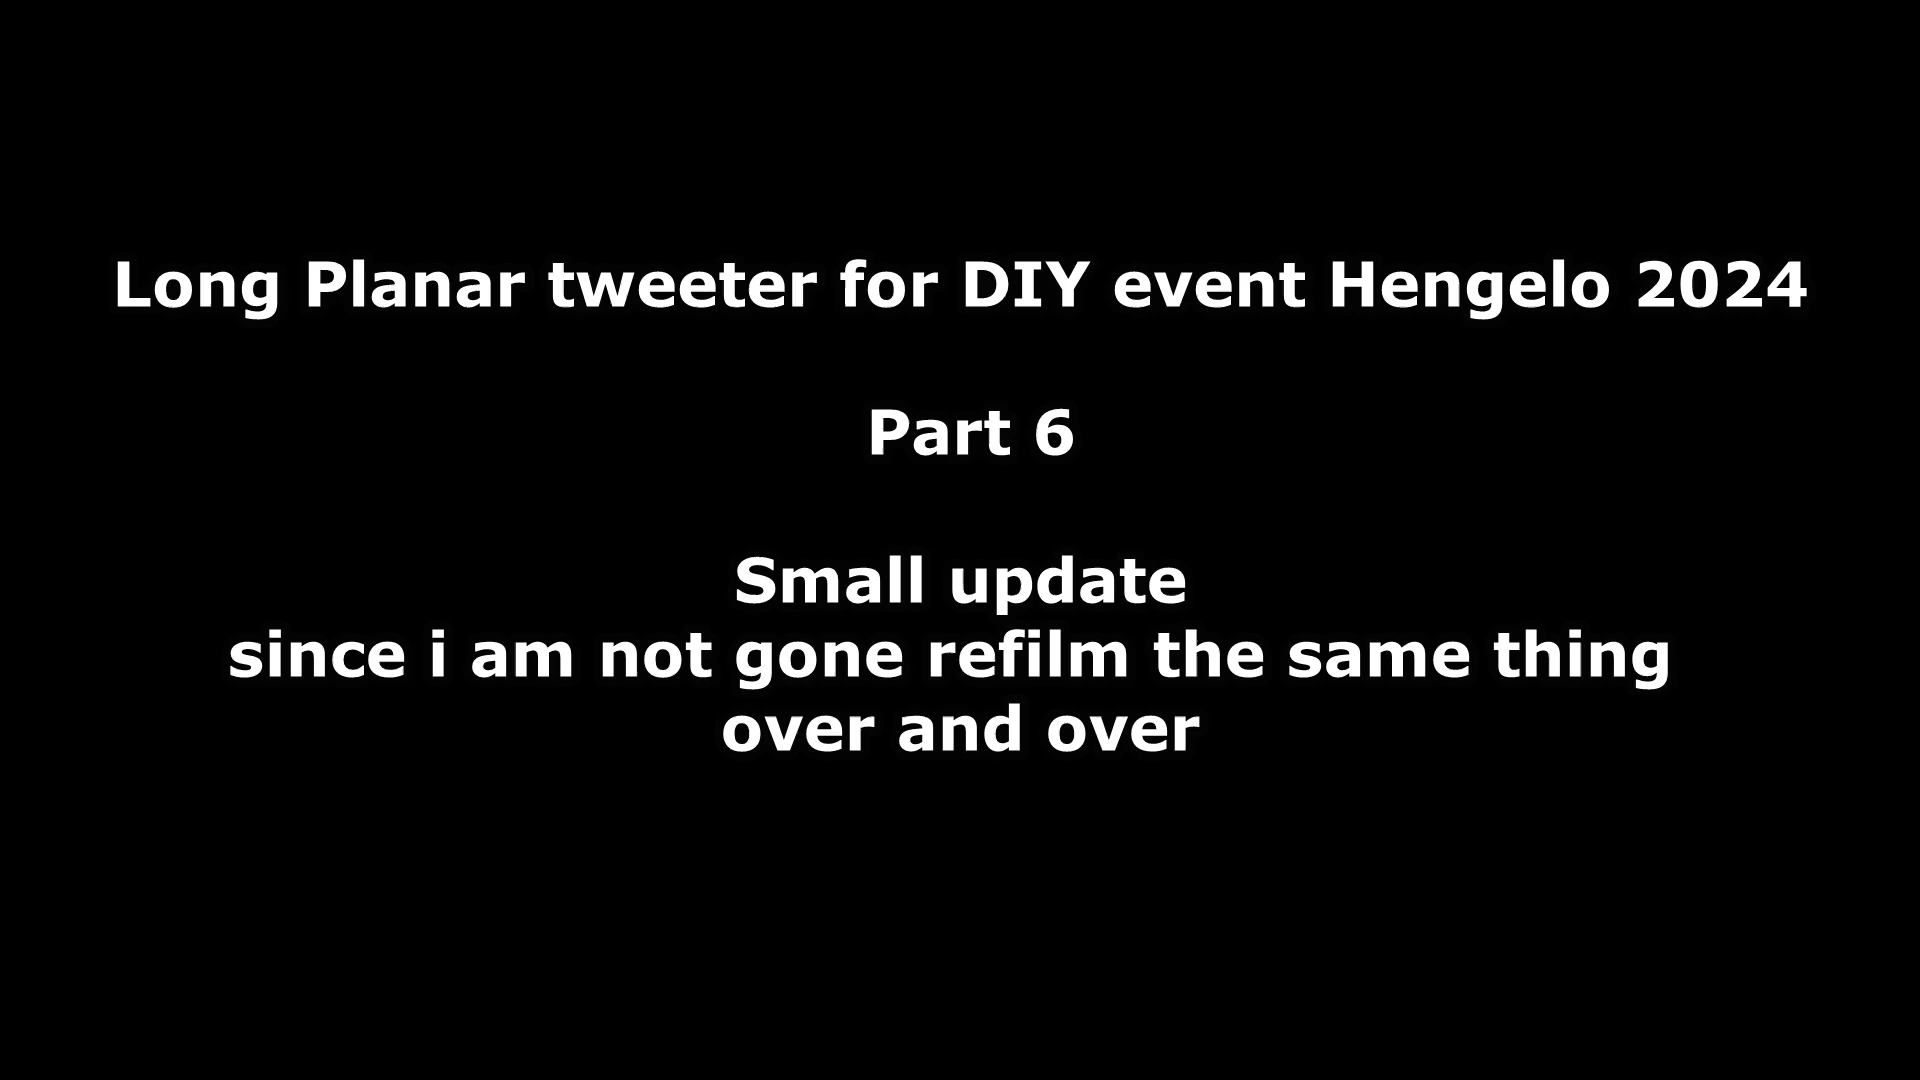 Long Planar tweeter for DIY event Hengelo 2024
Part 6
Small update
since i am not gone refilm the same thing
over and over